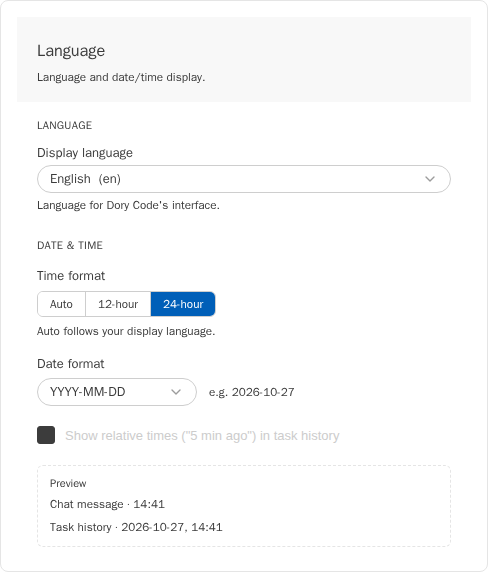 Language
Language and date/time display.
LANGUAGE
Display language
English (en)
Language for Dory Code's interface.
DATE & TIME
Time format
Auto 12-hour 24-hour
Auto follows your display language.
Date format
YYYY-MM-DD e.g. 2026-10-27
Show relative times ("5 min ago") in task history
Preview
Chat message · 14:41
Task history · 2026-10-27, 14:41